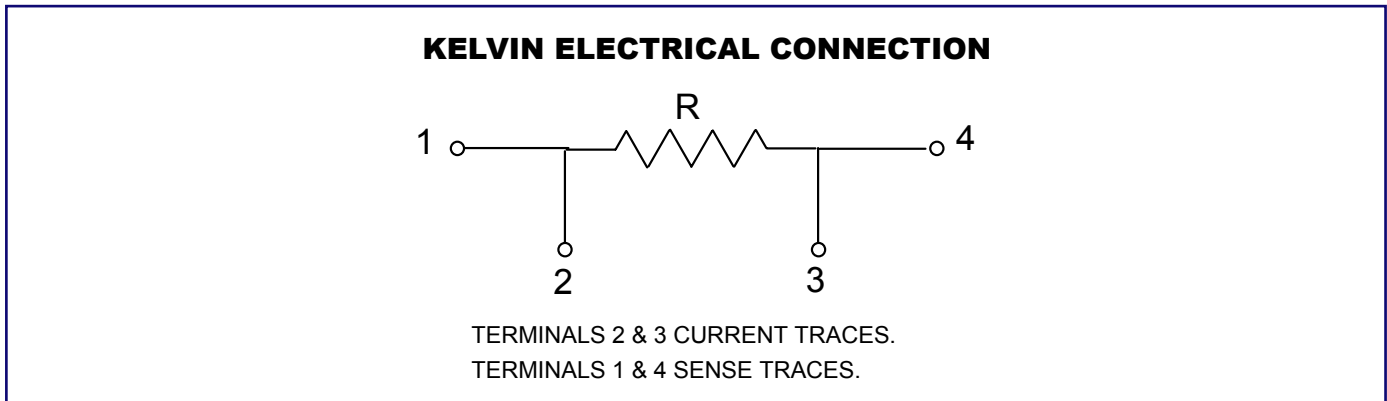 KELVIN ELECTRICAL CONNECTION
R
1
4
2
3
TERMINALS 2 & 3 CURRENT TRACES.
TERMINALS 1 & 4 SENSE TRACES.